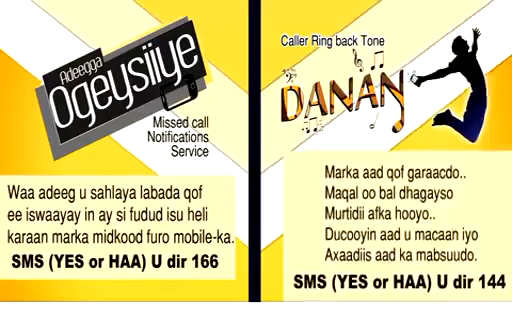 Adeegga
Ogeysiiye
Missed call
Notifications
Service
Waa adeeg u sahlaya labada qof
ee iswaayay in ay si fudud isu heli
karaan marka midkood furo mobile-ka.
SMS (YES or HAA) U dir 166
Caller Ring back Tone
DANAN
Marka aad qof garaacdo..
Maqal oo bal dhagayso
Murtidii afka hooyo..
Ducooyin aad u macaan iyo
Axaadiis aad ka mabsuudo.
SMS (YES or HAA) U dir 144